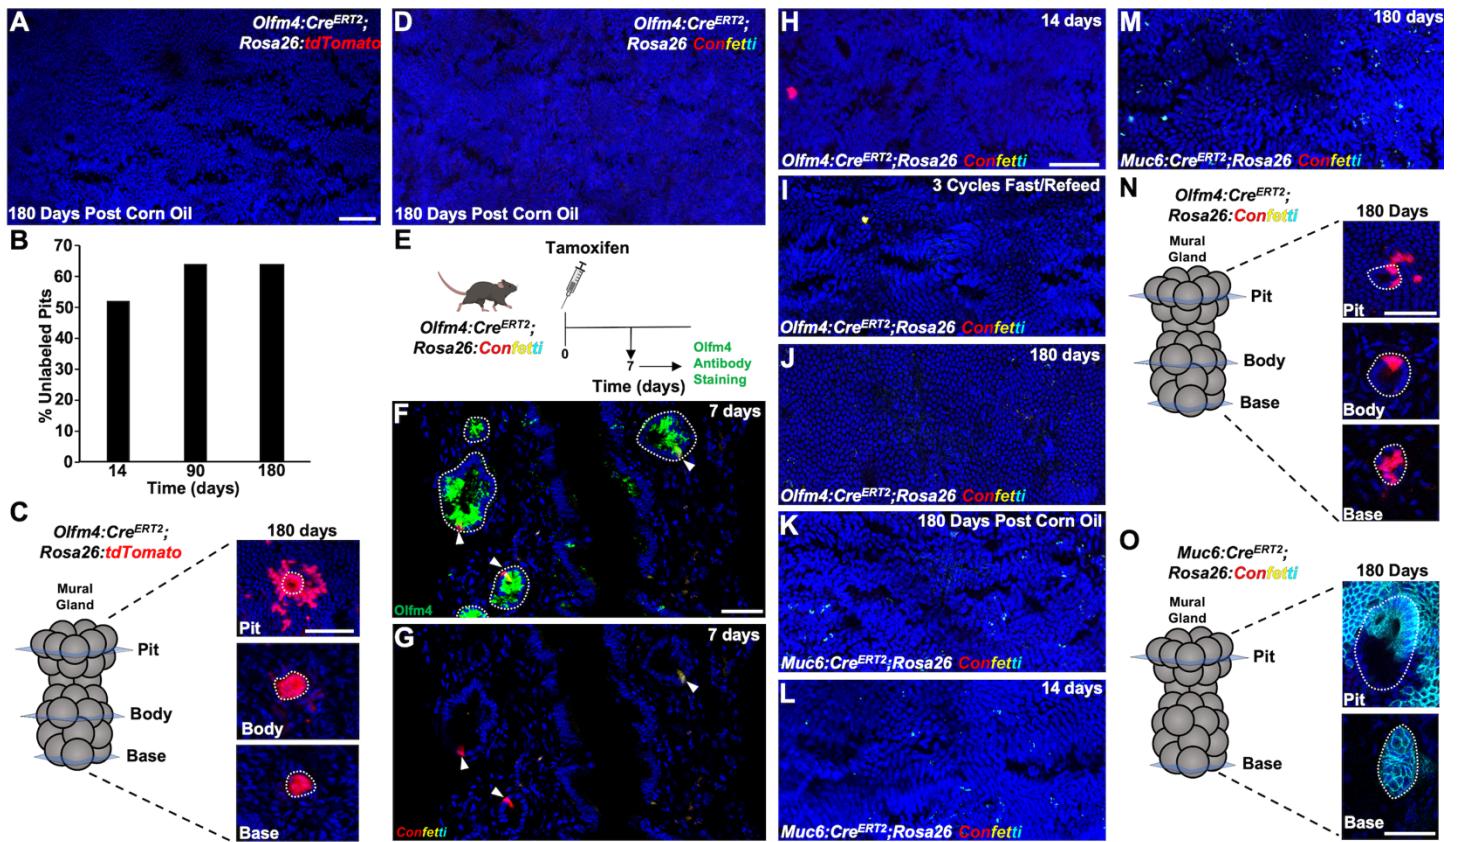 A
Olfm4:CreERT2;
Rosa26:tdTomato
180 Days Post Corn Oil
B
% Unlabeled Pits
70
60
50
40
30
20
10
0
14 90 180
Time (days)
C
Olfm4:CreERT2;
Rosa26:tdTomato
180 days
Mural
Gland
Pit
Body
Base
Pit
Body
Base
D
Olfm4:CreERT2;
Rosa26 Confetti
180 Days Post Corn Oil
E
Tamoxifen
Olfm4:CreERT2;
Rosa26:Confetti
0
7
Time (days)
Olfm4
Antibody
Staining
F
7 days
Olfm4
G
7 days
Confetti
H
14 days
Olfm4:CreERT2;Rosa26 Confetti
I
3 Cycles Fast/Refeed
Olfm4:CreERT2;Rosa26 Confetti
J
180 days
Olfm4:CreERT2;Rosa26 Confetti
K
180 Days Post Corn Oil
Muc6:CreERT2;Rosa26 Confetti
L
14 days
Muc6:CreERT2;Rosa26 Confetti
M
180 days
Muc6:CreERT2;Rosa26 Confetti
N
Olfm4:CreERT2;
Rosa26:Confetti
180 Days
Mural
Gland
Pit
Body
Base
Pit
Body
Base
O
Muc6:CreERT2;
Rosa26:Confetti
180 Days
Mural
Gland
Pit
Base
Pit
Base